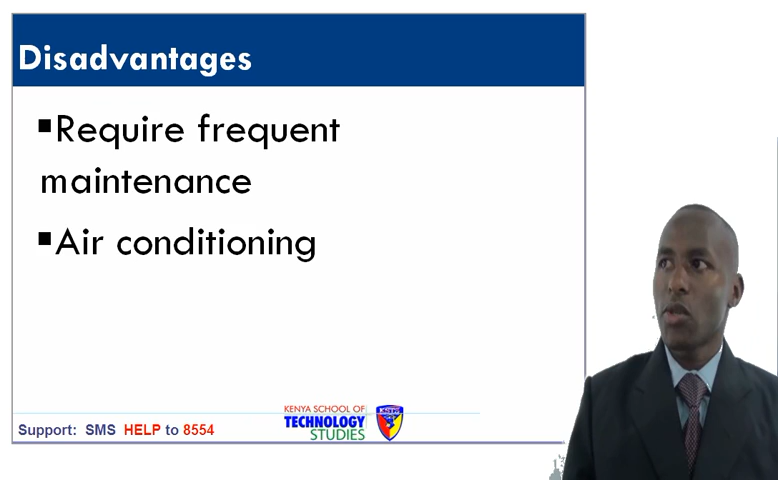 Disadvantages
▪Require frequent
maintenance
▪Air conditioning
Support: SMS HELP to 8554
KENYA SCHOOL OF
TECHNOLOGY
STUDIES